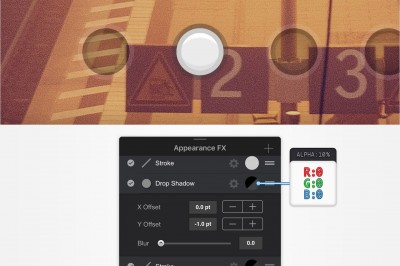 2
3
Appearance FX
Stroke
Drop Shadow
X Offset
0.0 pt
− +
Y Offset
-1.0 pt
− +
Blur
0.0
Stroke
ALPHA:10%
R:0
G:0
B:0